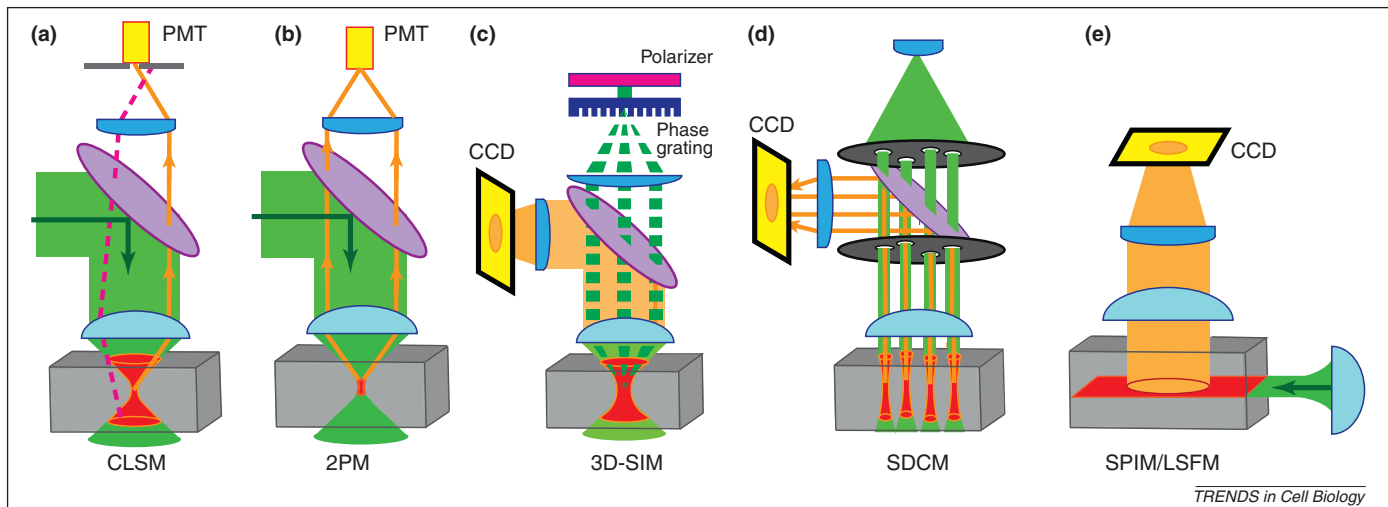 (a)
PMT
CLSM
(b)
PMT
2PM
(c)
Polarizer
Phase
grating
CCD
3D-SIM
(d)
CCD
SDCM
(e)
CCD
SPIM/LSFM
TRENDS in Cell Biology